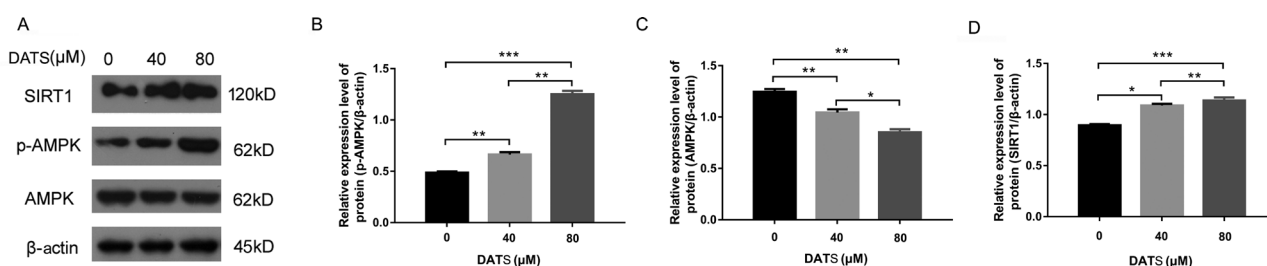 A
DATS(μM) 0 40 80
SIRT1 120kD
p-AMPK 62kD
AMPK 62kD
β-actin 45kD
B
Relative expression level of
protein (p-AMPK/β-actin)
1.5
1.0
0.5
0.0
***
**
**
0 40 80
DATS (μM)
C
Relative expression level of
protein (AMPK/β-actin)
1.5
1.0
0.5
0.0
**
**
*
0 40 80
DATS (μM)
D
Relative expression level of
protein (SIRT1/β-actin)
1.5
1.0
0.5
0.0
***
**
*
0 40 80
DATS (μM)